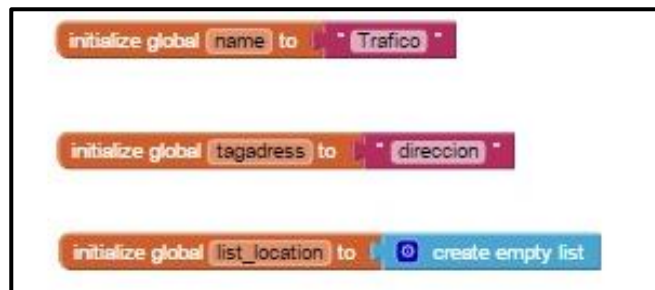 initialize global name to " Trafico "
initialize global tagadress to " direccion "
initialize global list_location to create empty list